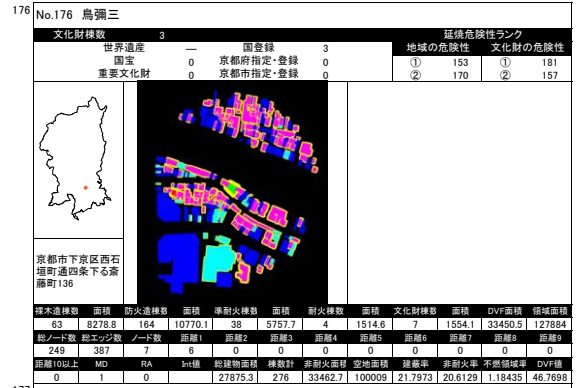 176
No.176 鳥彌三
文化財棟数 3 延焼危険性ランク
世界遺産 ― 国登録 3 地域の危険性 文化財の危険性
国宝 0 京都府指定・登録 0 ① 153 ① 181
重要文化財 0 京都市指定・登録 0 ② 170 ② 157
京都市下京区西石
垣町通四条下る斎
藤町136
裸木造棟数 面積 防火造棟数 面積 準耐火棟数 面積 耐火棟数 面積 文化財棟数 面積 DVF面積 領域面積
63 8278.8 164 10770.1 38 5757.7 4 1514.6 7 1554.1 33450.5 127884
総ノード数 総エッジ数 ノード数 距離1 距離2 距離3 距離4 距離5 距離6 距離7 距離8 距離9
249 387 7 6 0 0 0 0 0 0 0 0
距離10以上 MD RA Int値 総建物面積 棟数計 非耐火面積 空地面積 建蔽率 非耐火率 不燃領域率 DVF値
0 1 0 27875.3 276 33462.7 100009 21.7973 20.6129 1.18435 46.7698